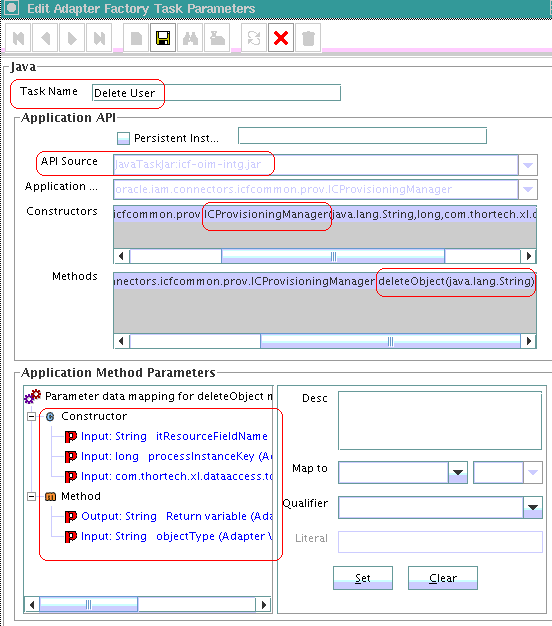 Edit Adapter Factory Task Parameters
Java
Task Name Delete User
Application API
Persistent Inst...
API Source JavaTaskJar:icf-oim-intg.jar
Application ... oracle.iam.connectors.icfcommon.prov.ICProvisioningManager
Constructors icfcommon.prov.ICProvisioningManager(java.lang.String,long,com.thortech.xl.d
Methods nnectors.icfcommon.prov.ICProvisioningManager.deleteObject(java.lang.String)
Application Method Parameters
Parameter data mapping for deleteObject m
Constructor
Input: String itResourceFieldName
Input: long processInstanceKey (Ad
Input: com.thortech.xl.dataaccess.tc
Method
Output: String Return variable (Ada
Input: String objectType (Adapter V
Desc
Map to
Qualifier
Literal
Set Clear